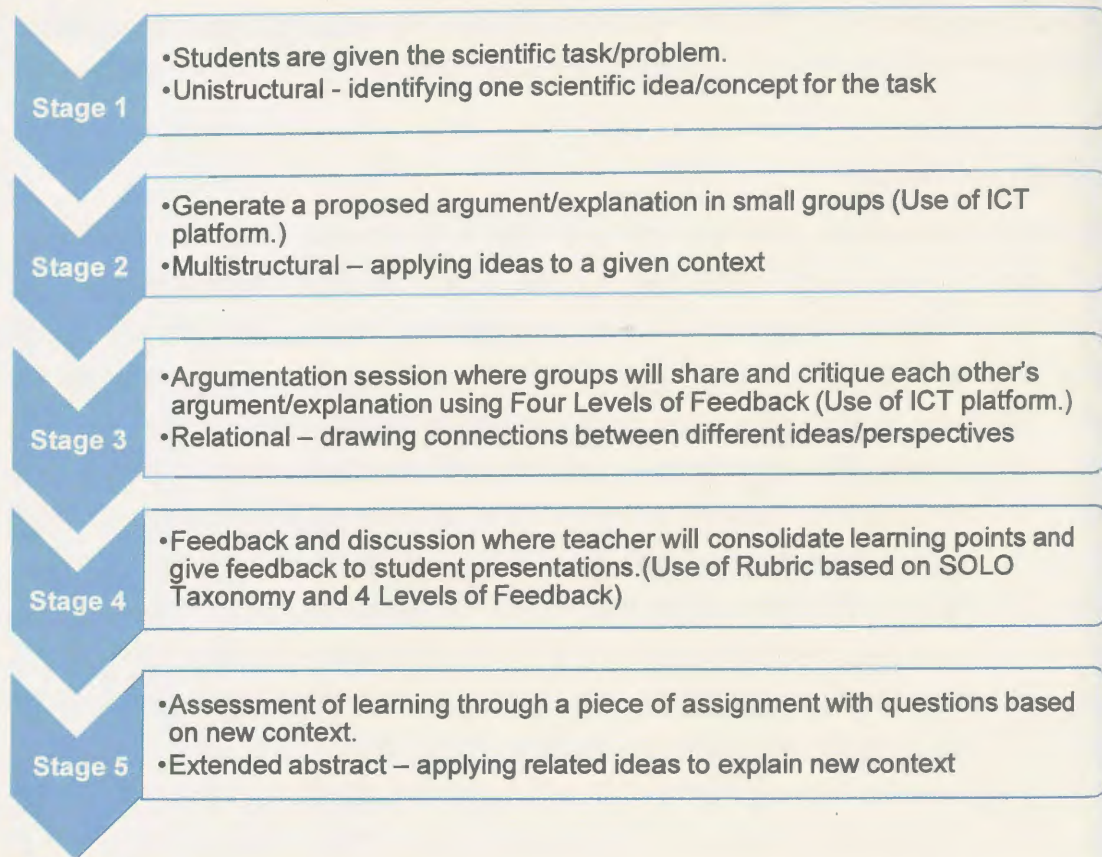 Stage 1
•Students are given the scientific task/problem.
•Unistructural - identifying one scientific idea/concept for the task
Stage 2
•Generate a proposed argument/explanation in small groups (Use of ICT
platform.)
•Multistructural – applying ideas to a given context
Stage 3
•Argumentation session where groups will share and critique each other's
argument/explanation using Four Levels of Feedback (Use of ICT platform.)
•Relational – drawing connections between different ideas/perspectives
Stage 4
•Feedback and discussion where teacher will consolidate learning points and
give feedback to student presentations.(Use of Rubric based on SOLO
Taxonomy and 4 Levels of Feedback)
Stage 5
•Assessment of learning through a piece of assignment with questions based
on new context.
•Extended abstract – applying related ideas to explain new context